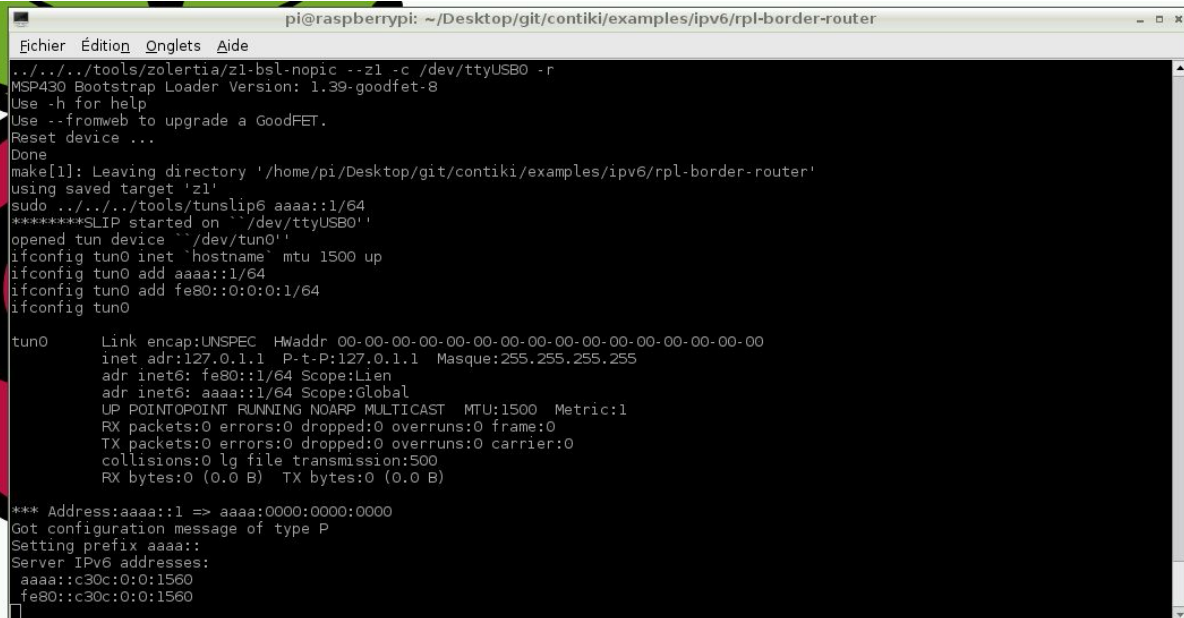 pi@raspberrypi: ~/Desktop/git/contiki/examples/ipv6/rpl-border-router
Fichier Édition Onglets Aide
../../../tools/zolertia/z1-bsl-nopic --z1 -c /dev/ttyUSB0 -r
MSP430 Bootstrap Loader Version: 1.39-goodfet-8
Use -h for help
Use --fromweb to upgrade a GoodFET.
Reset device ...
Done
make[1]: Leaving directory '/home/pi/Desktop/git/contiki/examples/ipv6/rpl-border-router'
using saved target 'z1'
sudo ../../../tools/tunslip6 aaaa::1/64
********SLIP started on ``/dev/ttyUSB0''
opened tun device ``/dev/tun0''
ifconfig tun0 inet `hostname` mtu 1500 up
ifconfig tun0 add aaaa::1/64
ifconfig tun0 add fe80::0:0:0:1/64
ifconfig tun0
tun0 Link encap:UNSPEC HWaddr 00-00-00-00-00-00-00-00-00-00-00-00-00-00-00-00
inet adr:127.0.1.1 P-t-P:127.0.1.1 Masque:255.255.255.255
adr inet6: fe80::1/64 Scope:Lien
adr inet6: aaaa::1/64 Scope:Global
UP POINTOPOINT RUNNING NOARP MULTICAST MTU:1500 Metric:1
RX packets:0 errors:0 dropped:0 overruns:0 frame:0
TX packets:0 errors:0 dropped:0 overruns:0 carrier:0
collisions:0 lg file transmission:500
RX bytes:0 (0.0 B) TX bytes:0 (0.0 B)
*** Address:aaaa::1 => aaaa:0000:0000:0000
Got configuration message of type P
Setting prefix aaaa::
Server IPv6 addresses:
aaaa::c30c:0:0:1560
fe80::c30c:0:0:1560